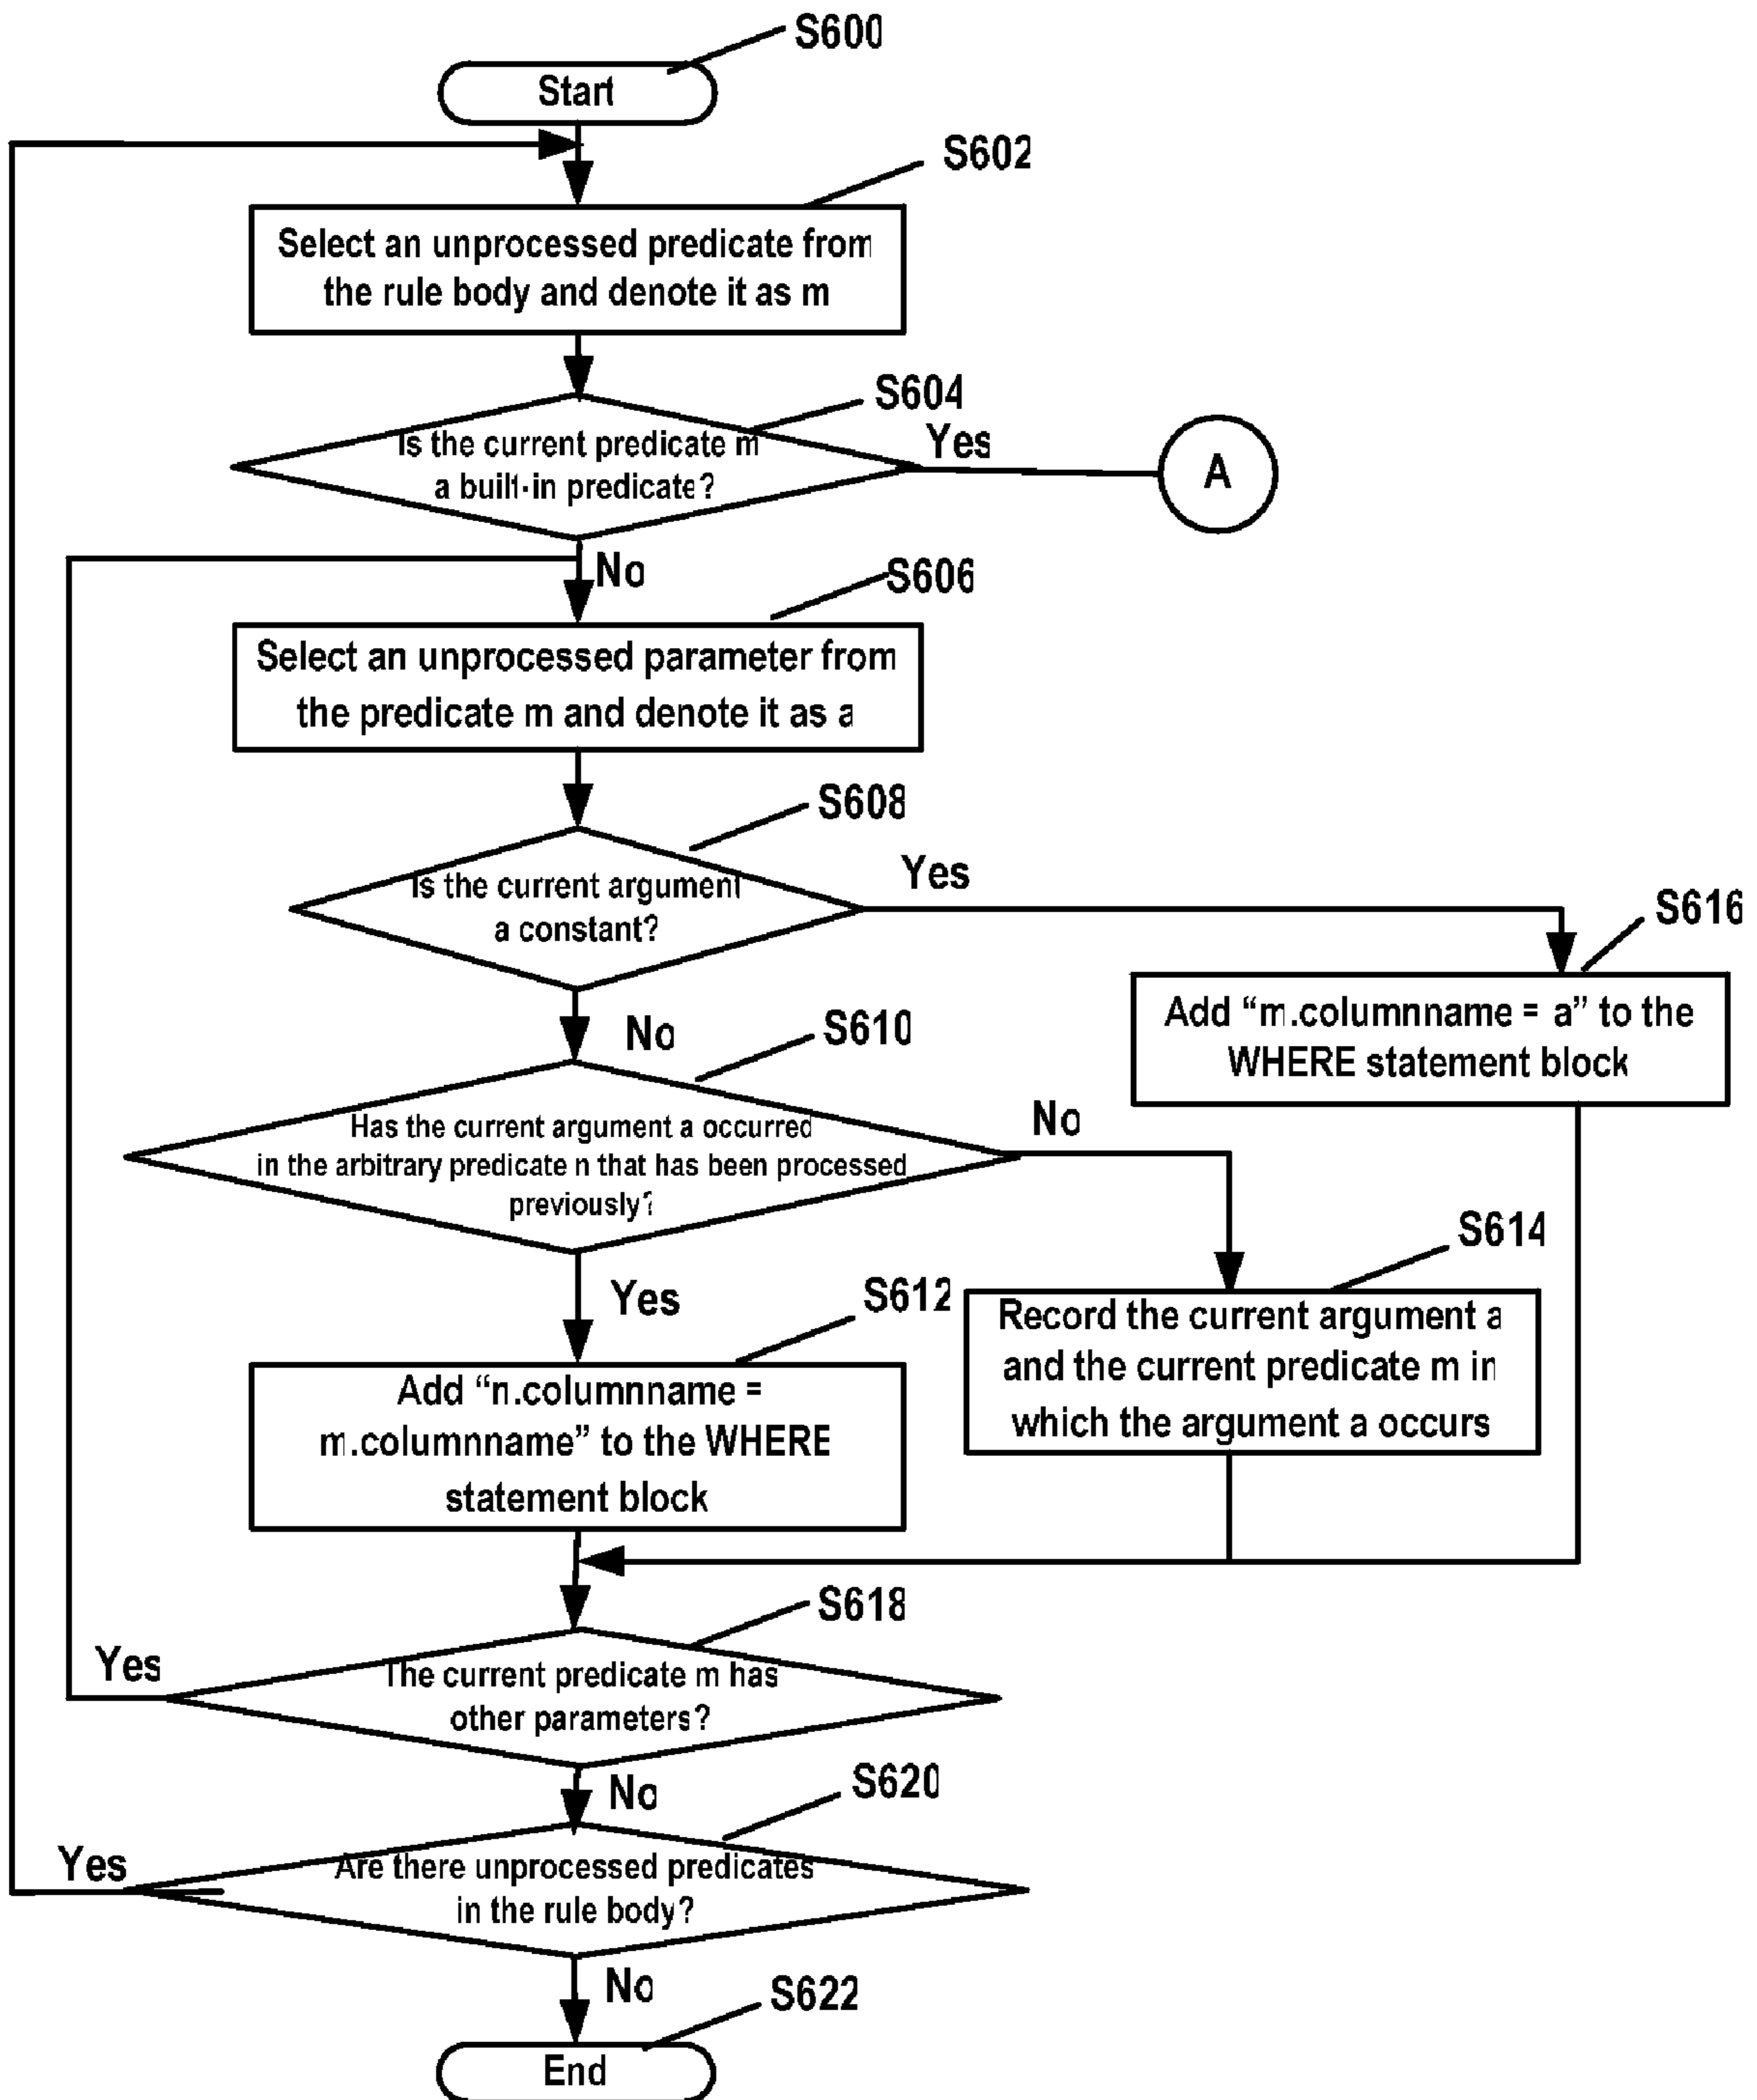 S600
Start
S602
Select an unprocessed predicate from
the rule body and denote it as m
S604
Is the current predicate m
a built-in predicate?
Yes
A
No
S606
Select an unprocessed parameter from
the predicate m and denote it as a
S608
Is the current argument
a constant?
Yes
S616
Add “m.columnname = a” to the
WHERE statement block
No
S610
Has the current argument a occurred
in the arbitrary predicate n that has been processed
previously?
No
S614
Record the current argument a
and the current predicate m in
which the argument a occurs
Yes
S612
Add “n.columnname =
m.columnname” to the WHERE
statement block
S618
The current predicate m has
other parameters?
Yes
No
S620
Are there unprocessed predicates
in the rule body?
Yes
No
S622
End